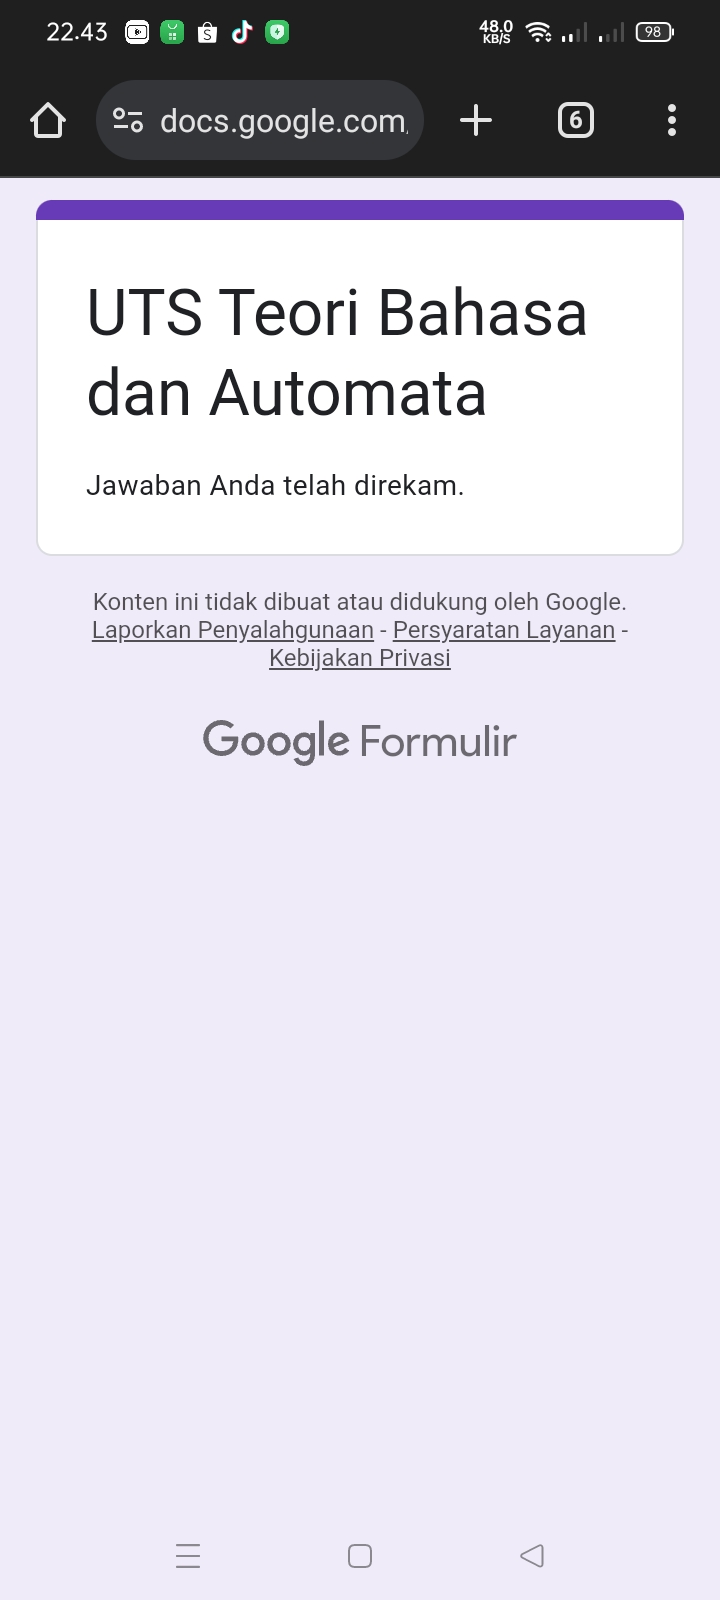 22.43
48.0
KB/S
98
docs.google.com
6
UTS Teori Bahasa
dan Automata
Jawaban Anda telah direkam.
Konten ini tidak dibuat atau didukung oleh Google.
Laporkan Penyalahgunaan - Persyaratan Layanan -
Kebijakan Privasi
Google Formulir